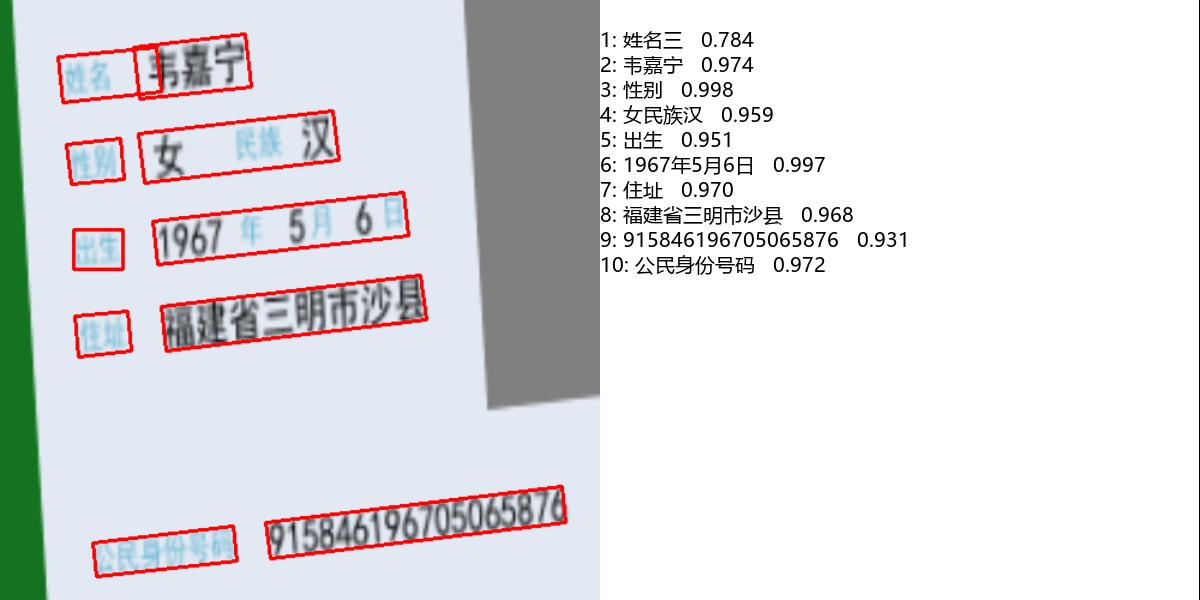 姓名 韦嘉宁
性别 女 民族 汉
出生 1967 年 5 月 6 日
住址 福建省三明市沙县
公民身份号码 915846196705065876
1: 姓名三 0.784
2: 韦嘉宁 0.974
3: 性别 0.998
4: 女民族汉 0.959
5: 出生 0.951
6: 1967年5月6日 0.997
7: 住址 0.970
8: 福建省三明市沙县 0.968
9: 915846196705065876 0.931
10: 公民身份号码 0.972